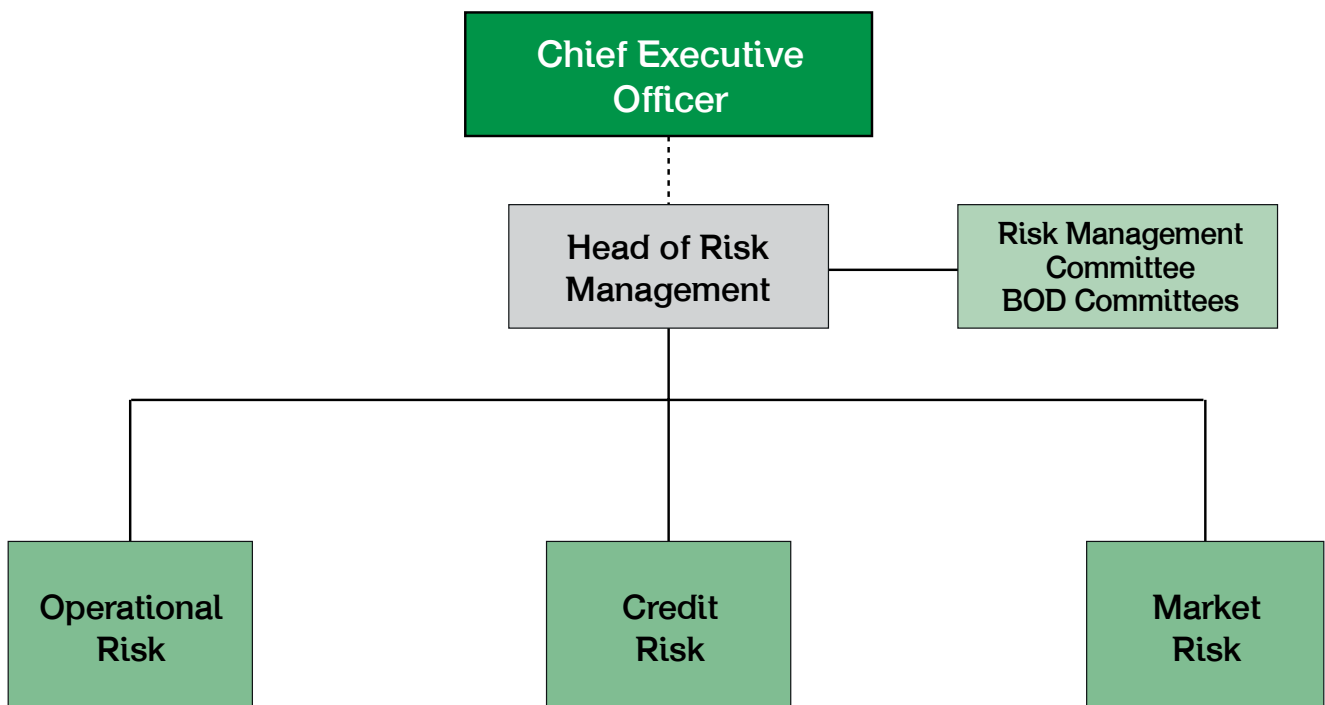 Chief Executive
Officer
Head of Risk
Management
Risk Management
Committee
BOD Committees
Operational
Risk
Credit
Risk
Market
Risk